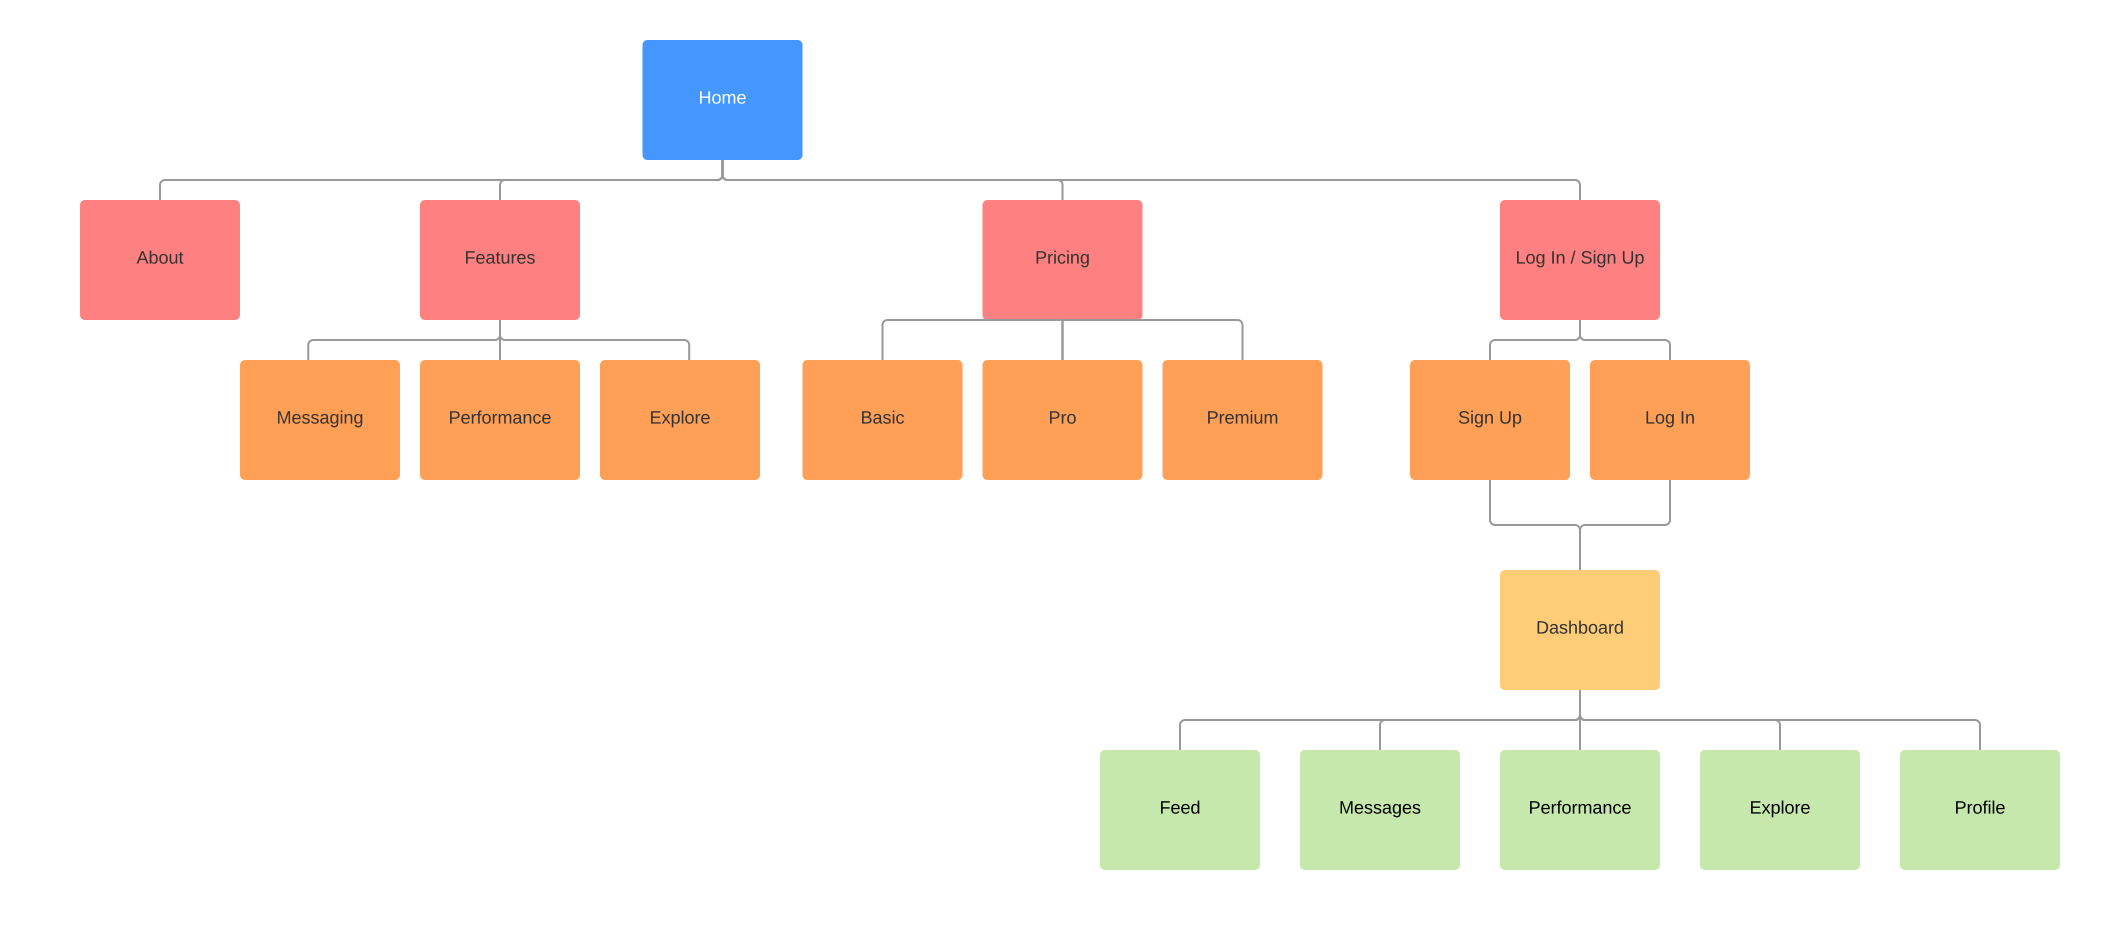 Home
About
Features
Pricing
Log In / Sign Up
Messaging
Performance
Explore
Basic
Pro
Premium
Sign Up
Log In
Dashboard
Feed
Messages
Performance
Explore
Profile